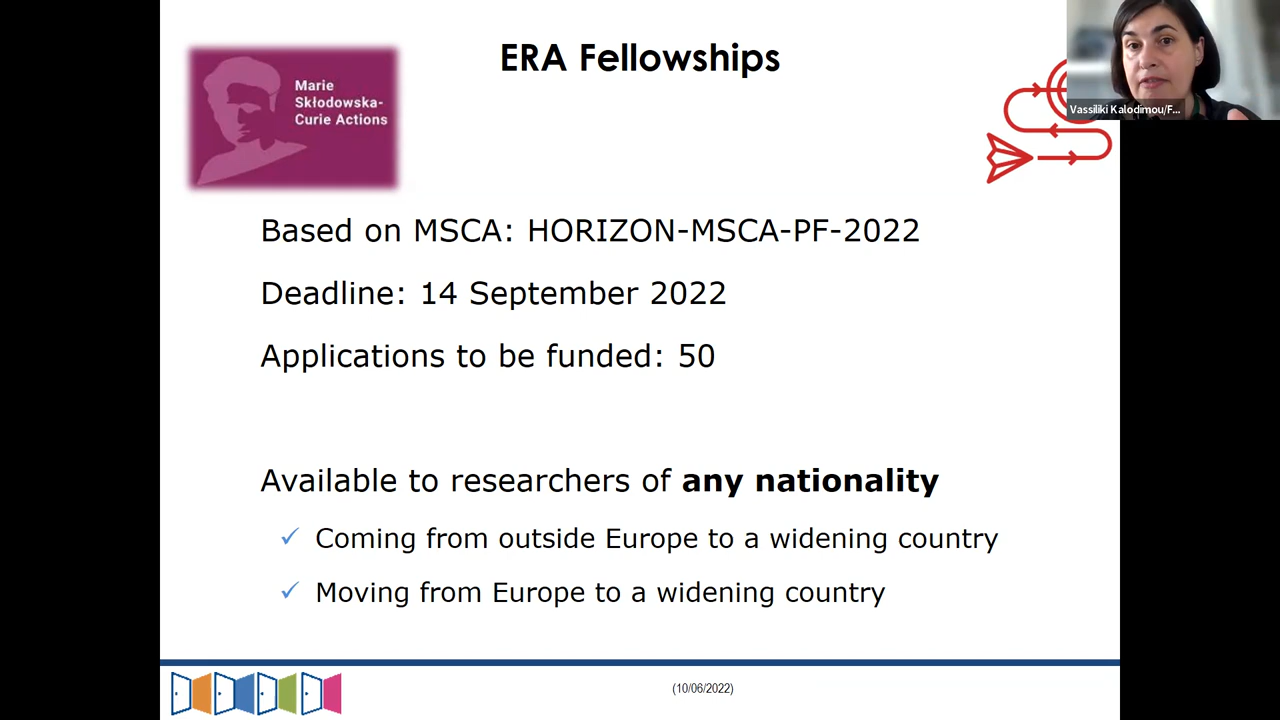 ERA Fellowships
Marie
Skłodowska-
Curie Actions
Vassiliki Kalodimou/F...
Based on MSCA: HORIZON-MSCA-PF-2022
Deadline: 14 September 2022
Applications to be funded: 50
Available to researchers of any nationality
✓ Coming from outside Europe to a widening country
✓ Moving from Europe to a widening country
(10/06/2022)